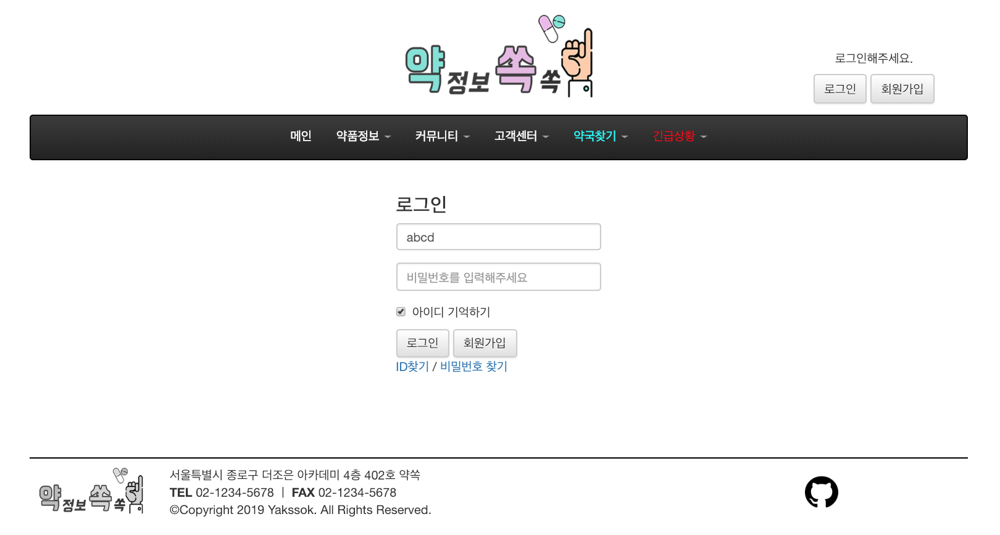 약정보쏙쏙
로그인해주세요.
로그인 회원가입
메인 약품정보 커뮤니티 고객센터 약국찾기 긴급상황
로그인
abcd
비밀번호를 입력해주세요
아이디 기억하기
로그인 회원가입
ID찾기 / 비밀번호 찾기
약정보쏙쏙
서울특별시 종로구 더조은 아카데미 4층 402호 약쏙
TEL 02-1234-5678 | FAX 02-1234-5678
©Copyright 2019 Yakssok. All Rights Reserved.